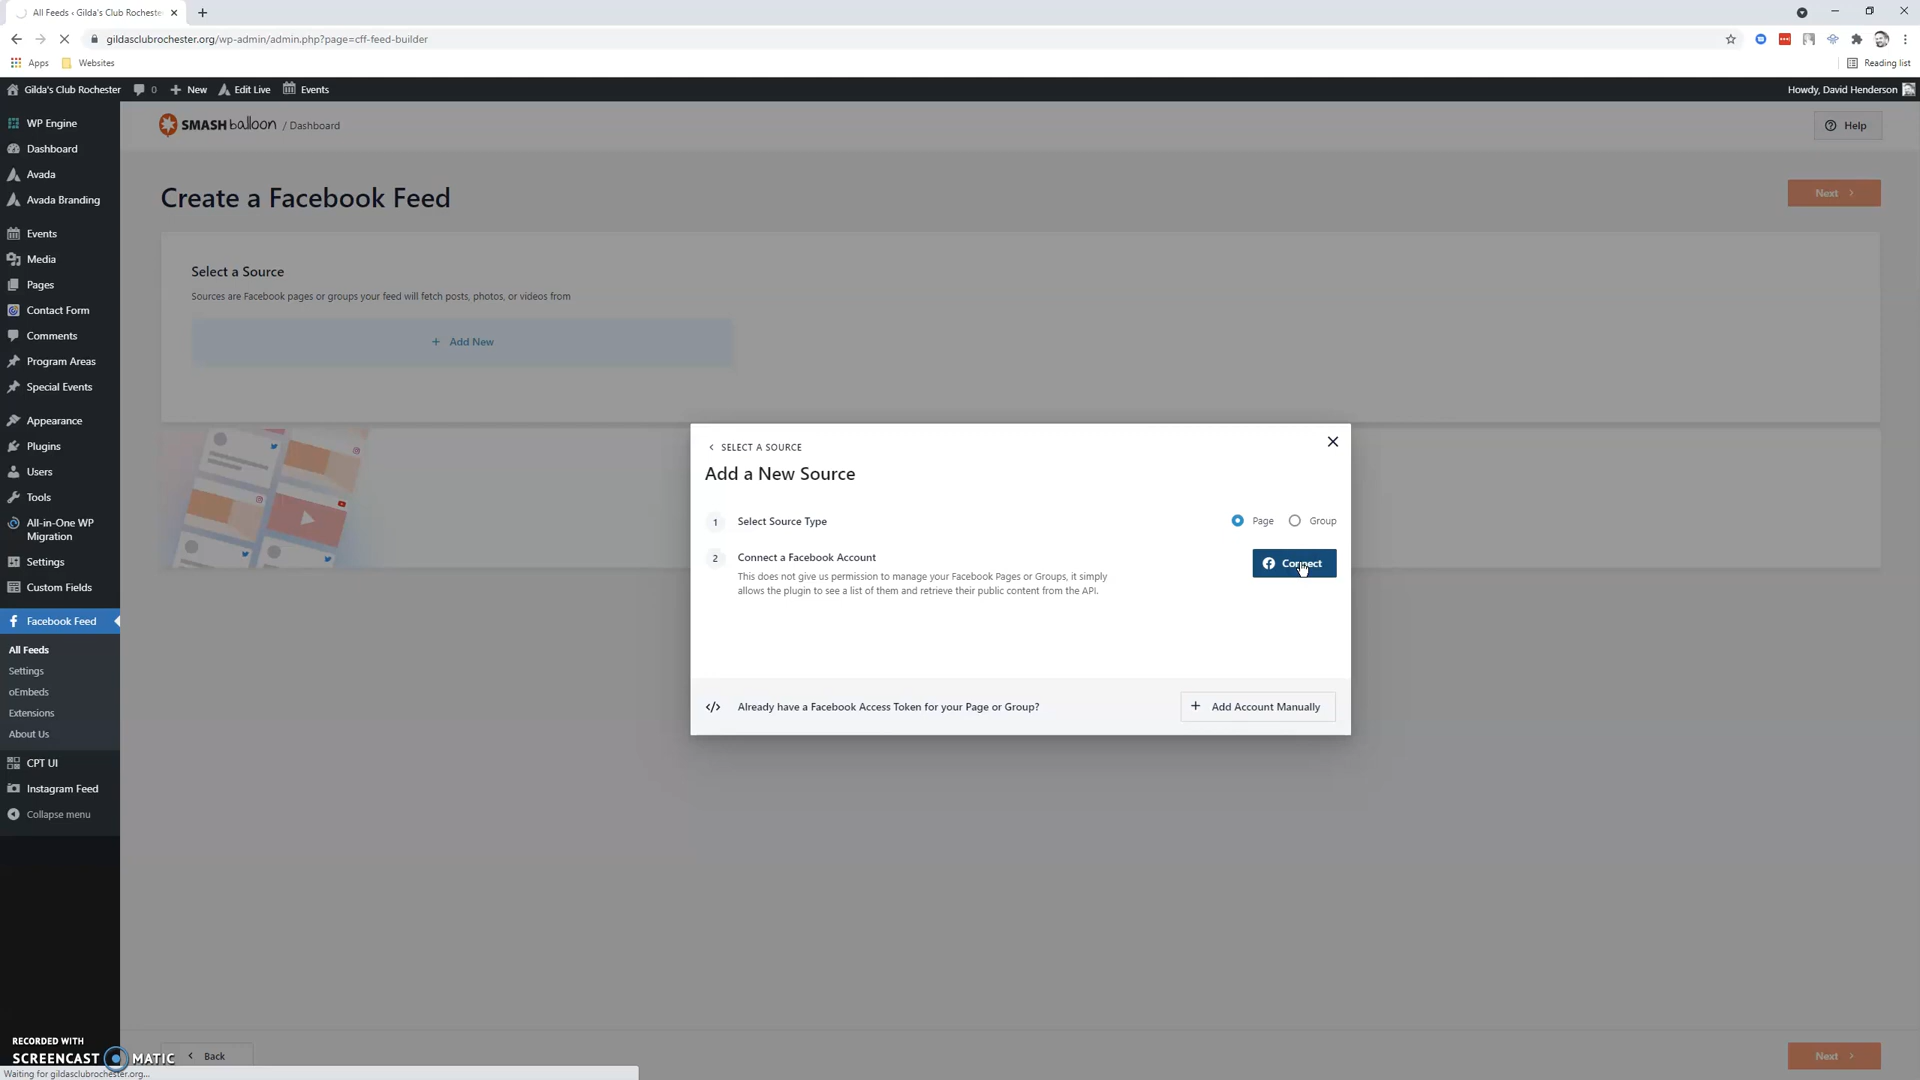 All Feeds ‹ Gilda's Club Rocheste
gildasclubrochester.org/wp-admin/admin.php?page=cff-feed-builder
Apps
Websites
Reading list
Gilda's Club Rochester
0
New
Edit Live
Events
Howdy, David Henderson
WP Engine
Dashboard
Avada
Avada Branding
Events
Media
Pages
Contact Form
Comments
Program Areas
Special Events
Appearance
Plugins
Users
Tools
All-in-One WP
Migration
Settings
Custom Fields
Facebook Feed
All Feeds
Settings
oEmbeds
Extensions
About Us
CPT UI
Instagram Feed
Collapse menu
SMASH balloon / Dashboard
Help
Create a Facebook Feed
Next
Select a Source
Sources are Facebook pages or groups your feed will fetch posts, photos, or videos from
+ Add New
SELECT A SOURCE
Add a New Source
1 Select Source Type
Page
Group
2 Connect a Facebook Account
This does not give us permission to manage your Facebook Pages or Groups, it simply
allows the plugin to see a list of them and retrieve their public content from the API.
Connect
</> Already have a Facebook Access Token for your Page or Group?
+ Add Account Manually
Back
Next
RECORDED WITH
SCREENCAST MATIC
Waiting for gildasclubrochester.org...